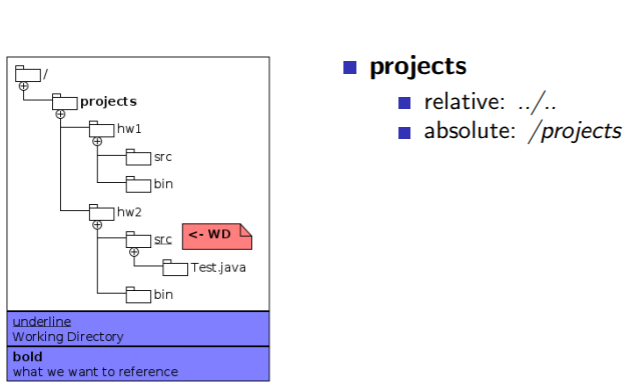 /
projects
hw1
src
bin
hw2
src
<- WD
Test.java
bin
underline
Working Directory
bold
what we want to reference
projects
relative: ../..
absolute: /projects